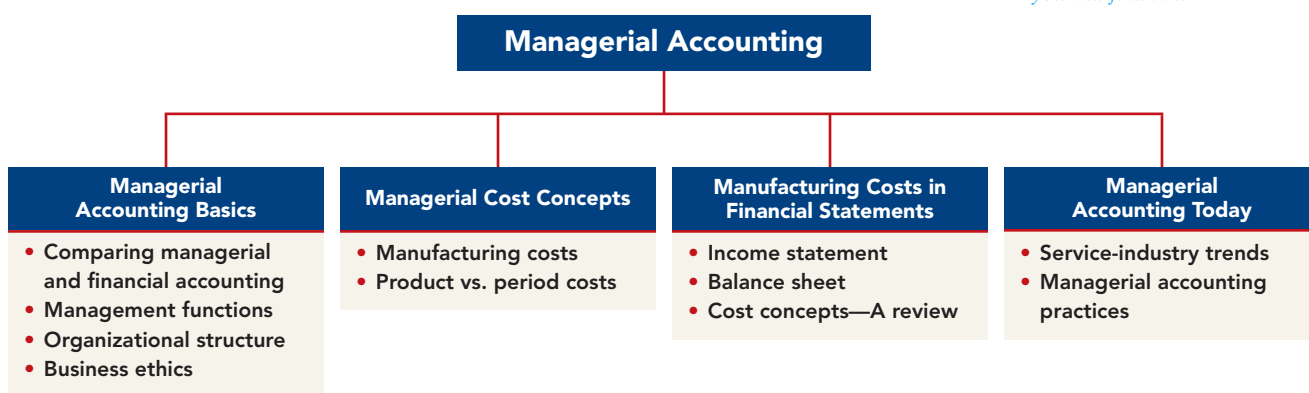 Managerial Accounting
Managerial
Accounting Basics
• Comparing managerial
and financial accounting
• Management functions
• Organizational structure
• Business ethics
Managerial Cost Concepts
• Manufacturing costs
• Product vs. period costs
Manufacturing Costs in
Financial Statements
• Income statement
• Balance sheet
• Cost concepts—A review
Managerial
Accounting Today
• Service-industry trends
• Managerial accounting
practices